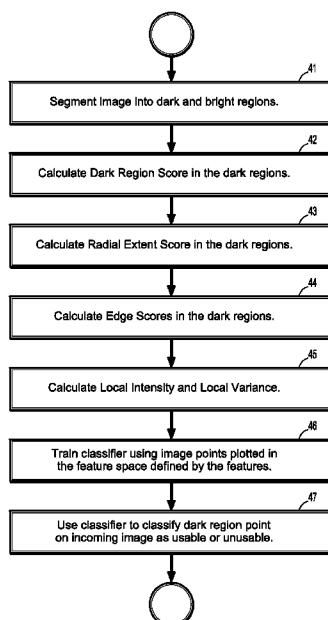 41
Segment Image into dark and bright regions.
42
Calculate Dark Region Score in the dark regions.
43
Calculate Radial Extent Score in the dark regions.
44
Calculate Edge Scores in the dark regions.
45
Calculate Local Intensity and Local Variance.
46
Train classifier using image points plotted in
the feature space defined by the features.
47
Use classifier to classify dark region point
on incoming image as usable or unusable.